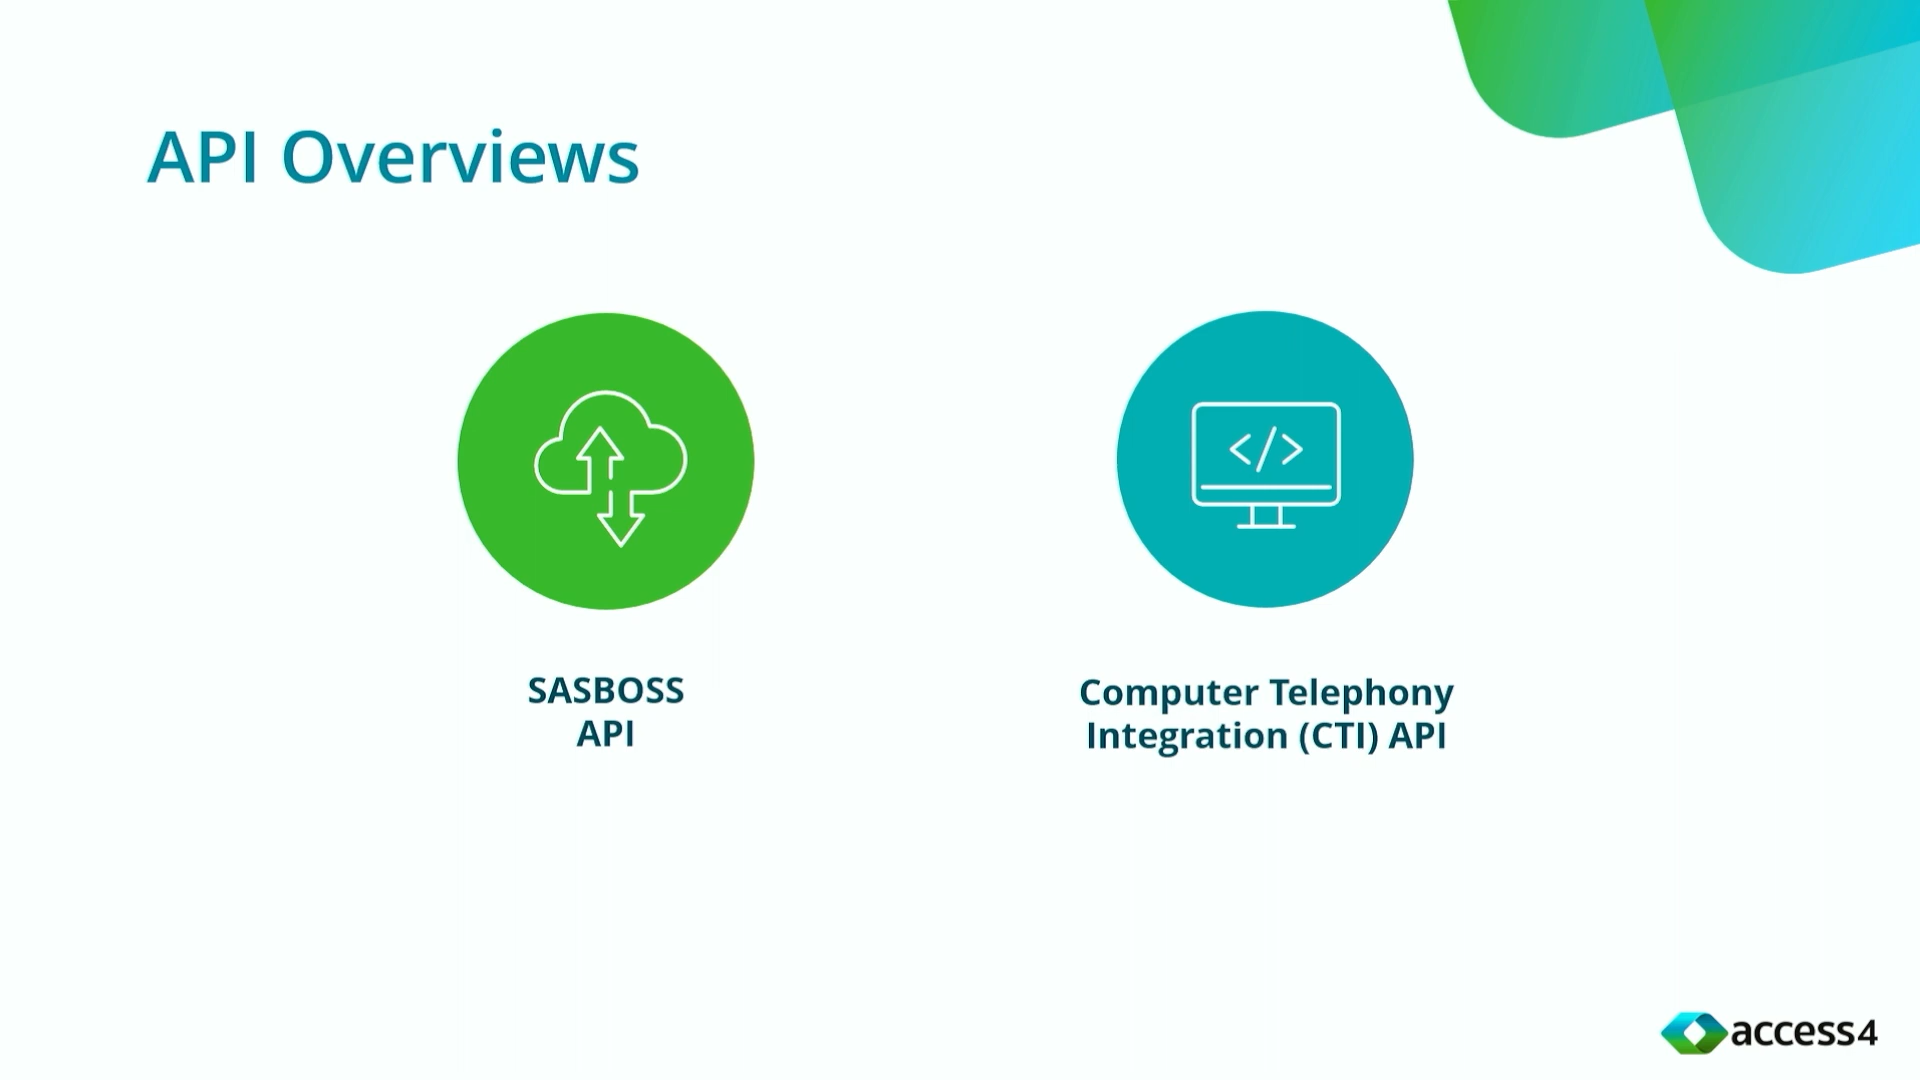 API Overviews
SASBOSS
API
Computer Telephony
Integration (CTI) API
</>
access4